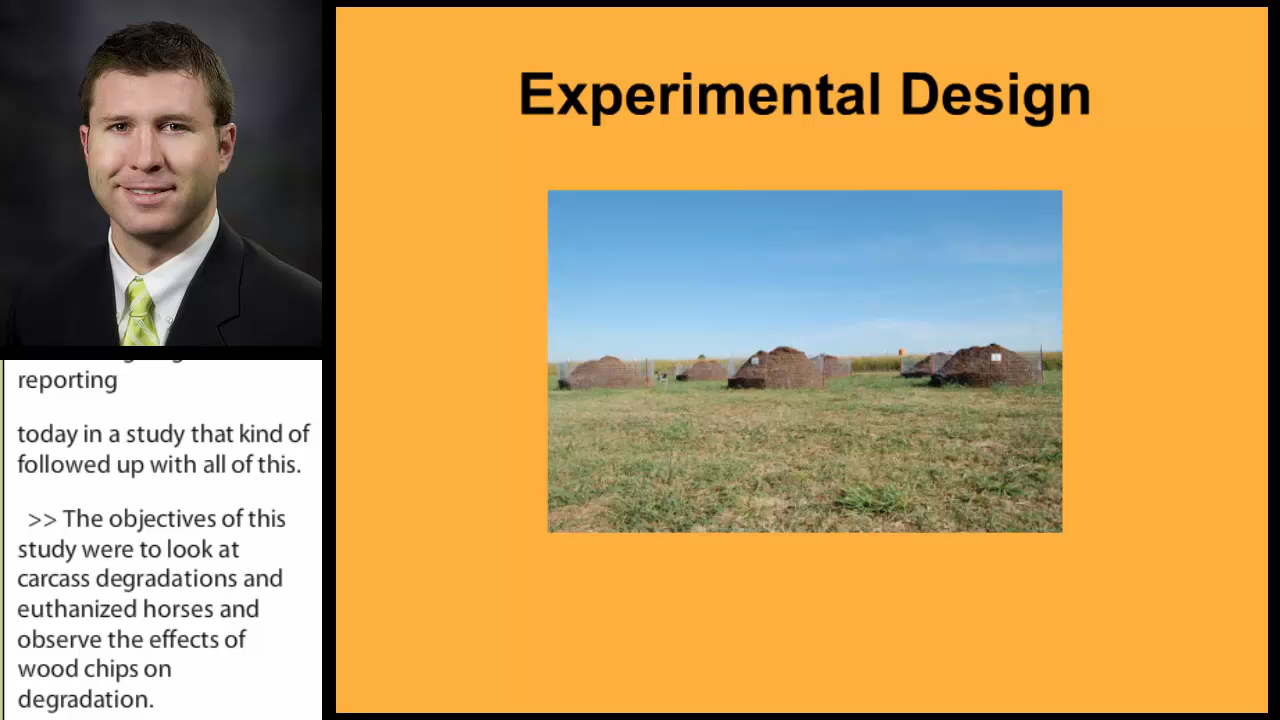 Experimental Design
reporting
today in a study that kind of
followed up with all of this.
>> The objectives of this
study were to look at
carcass degradations and
euthanized horses and
observe the effects of
wood chips on
degradation.